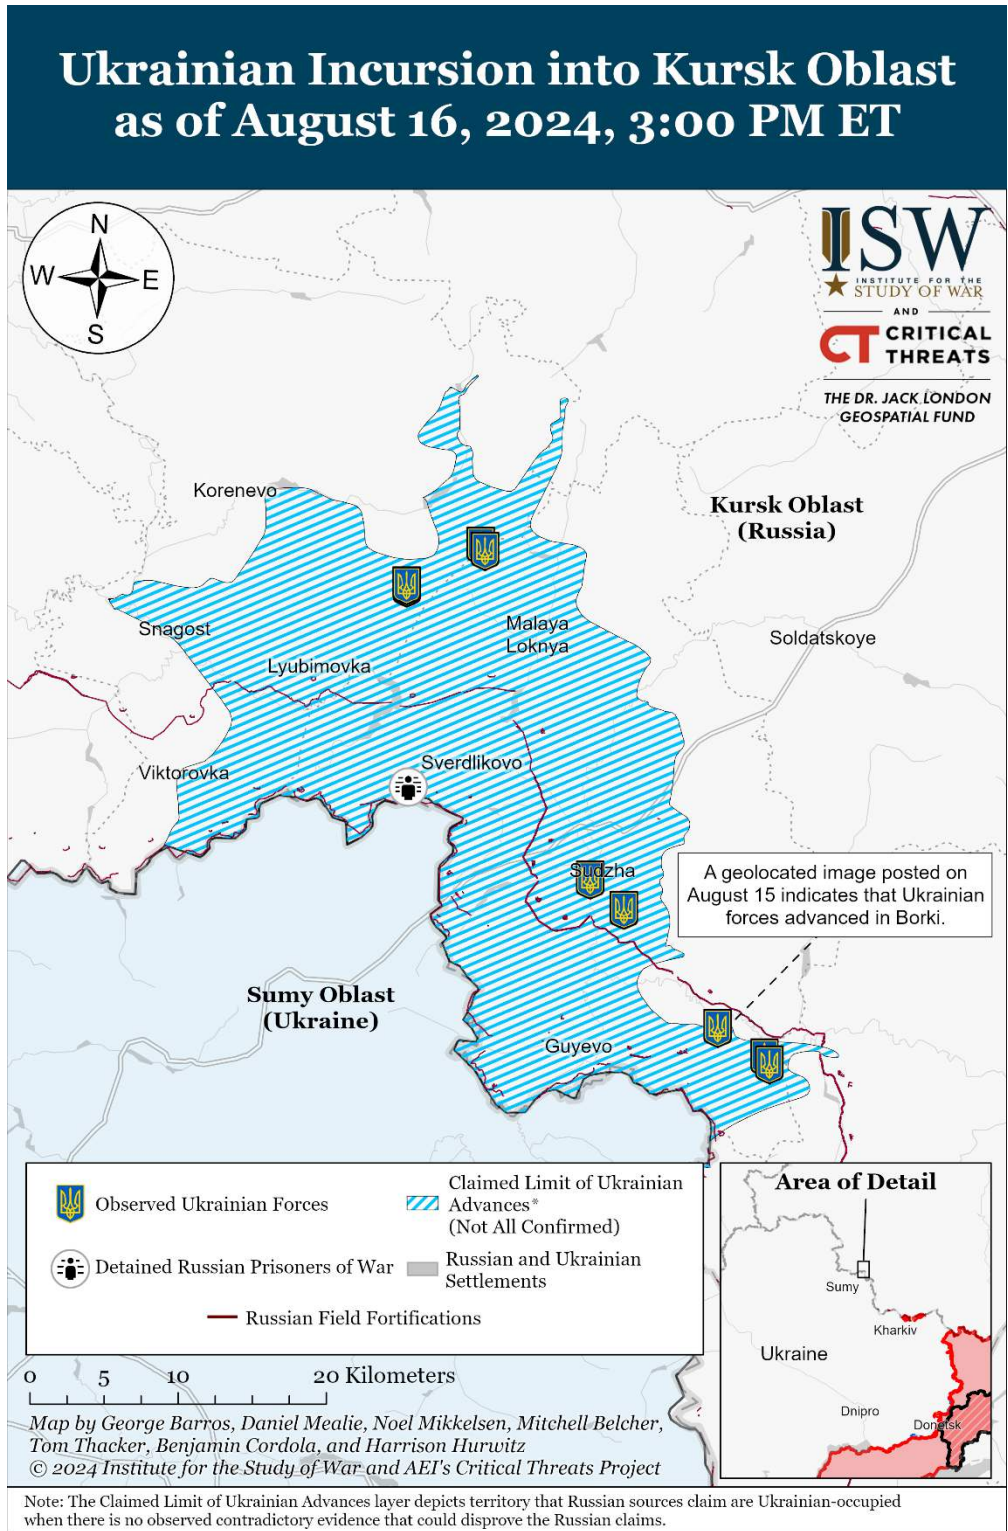 Ukrainian Incursion into Kursk Oblast
as of August 16, 2024, 3:00 PM ET
N
W
E
S
ISW
INSTITUTE FOR THE
STUDY OF WAR
AND
CT CRITICAL
THREATS
THE DR. JACK LONDON
GEOSPATIAL FUND
Korenevo
Kursk Oblast
(Russia)
Snagost
Malaya
Loknya
Soldatskoye
Lyubimovka
Viktorovka
Sverdlikovo
Sudzha
A geolocated image posted on
August 15 indicates that Ukrainian
forces advanced in Borki.
Sumy Oblast
(Ukraine)
Guyevo
Observed Ukrainian Forces
Claimed Limit of Ukrainian
Advances*
(Not All Confirmed)
Detained Russian Prisoners of War
Russian and Ukrainian
Settlements
Russian Field Fortifications
Area of Detail
Sumy
Kharkiv
Ukraine
Dnipro
Donetsk
0 5 10 20 Kilometers
Map by George Barros, Daniel Mealie, Noel Mikkelsen, Mitchell Belcher,
Tom Thacker, Benjamin Cordola, and Harrison Hurwitz
© 2024 Institute for the Study of War and AEI's Critical Threats Project
Note: The Claimed Limit of Ukrainian Advances layer depicts territory that Russian sources claim are Ukrainian-occupied
when there is no observed contradictory evidence that could disprove the Russian claims.